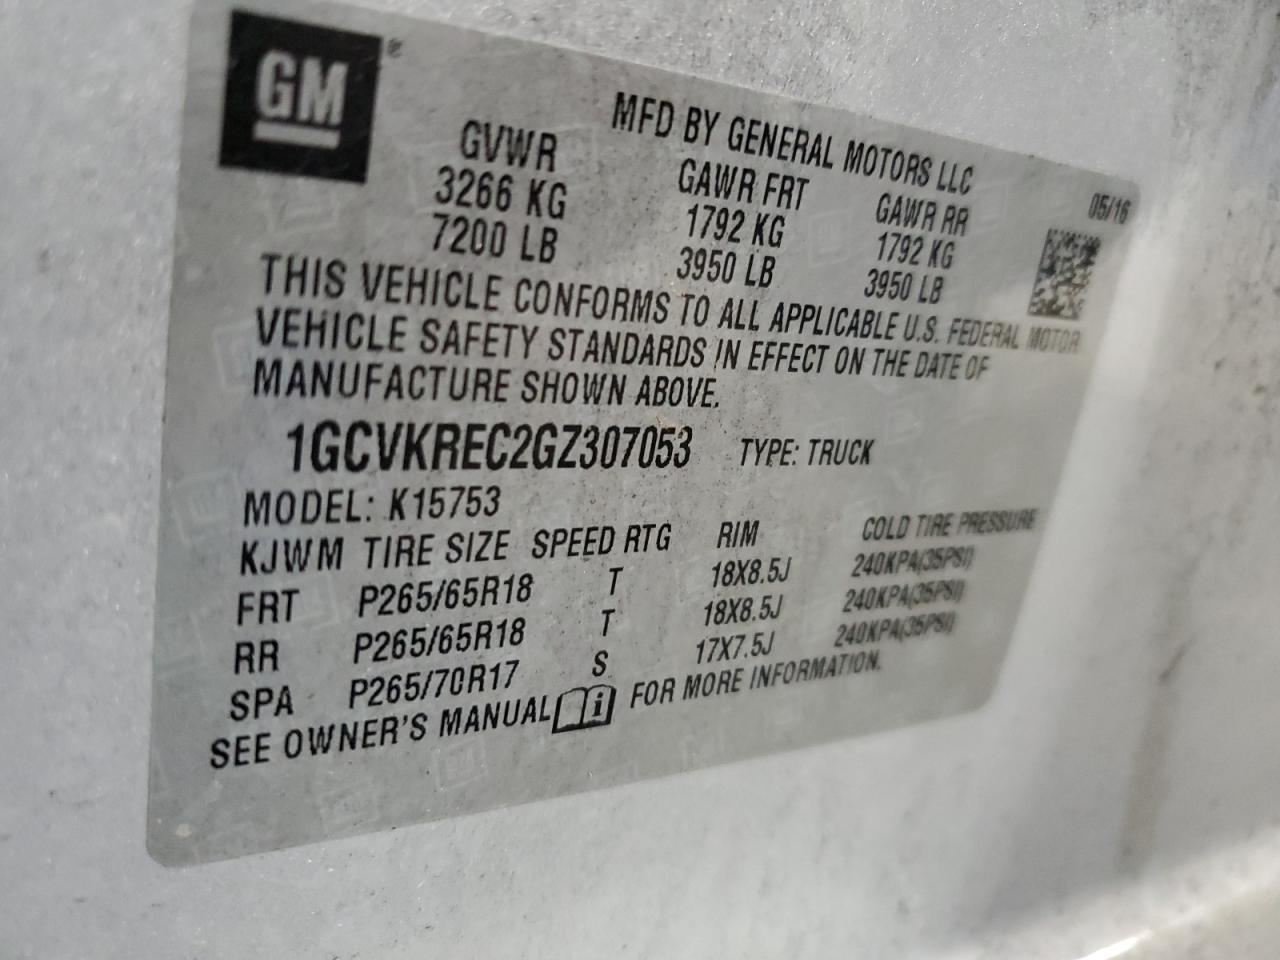 GM ®
MFD BY GENERAL MOTORS LLC
05/16
GVWR GAWR FRT GAWR RR
3266 KG 1792 KG 1792 KG
7200 LB 3950 LB 3950 LB
THIS VEHICLE CONFORMS TO ALL APPLICABLE U.S. FEDERAL MOTOR
VEHICLE SAFETY STANDARDS IN EFFECT ON THE DATE OF
MANUFACTURE SHOWN ABOVE.
1GCVKREC2GZ307053 TYPE: TRUCK
MODEL: K15753
KJWM TIRE SIZE SPEED RTG RIM COLD TIRE PRESSURE
FRT P265/65R18 T 18X8.5J 240KPA(35PSI)
RR P265/65R18 T 18X8.5J 240KPA(35PSI)
SPA P265/70R17 S 17X7.5J 240KPA(35PSI)
SEE OWNER'S MANUAL i FOR MORE INFORMATION.